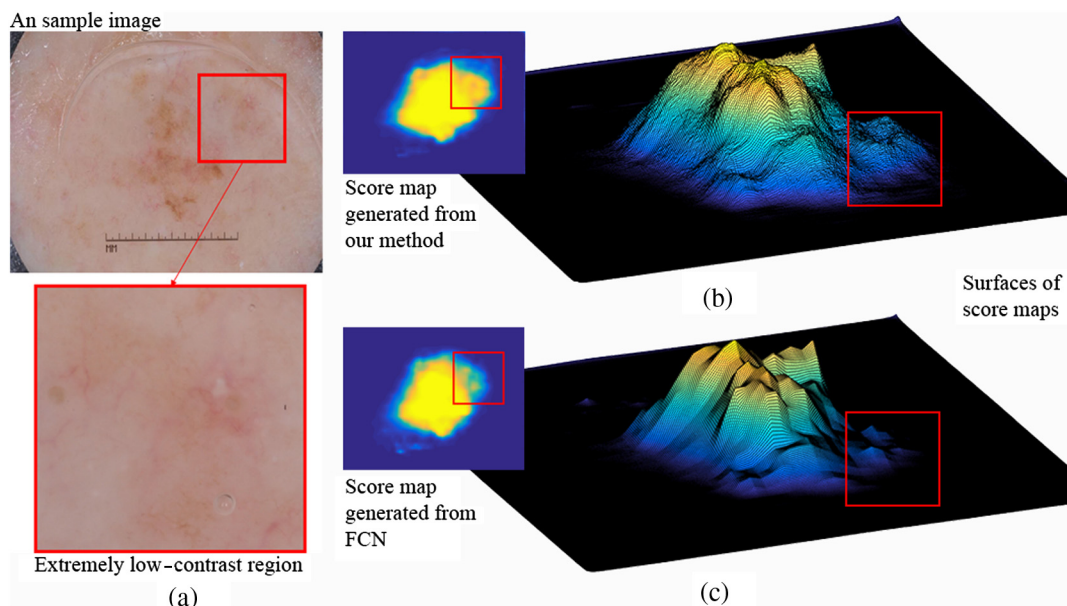 An sample image
MM
Extremely low-contrast region
(a)
Score map
generated from
our method
(b)
Surfaces of
score maps
Score map
generated from
FCN
(c)